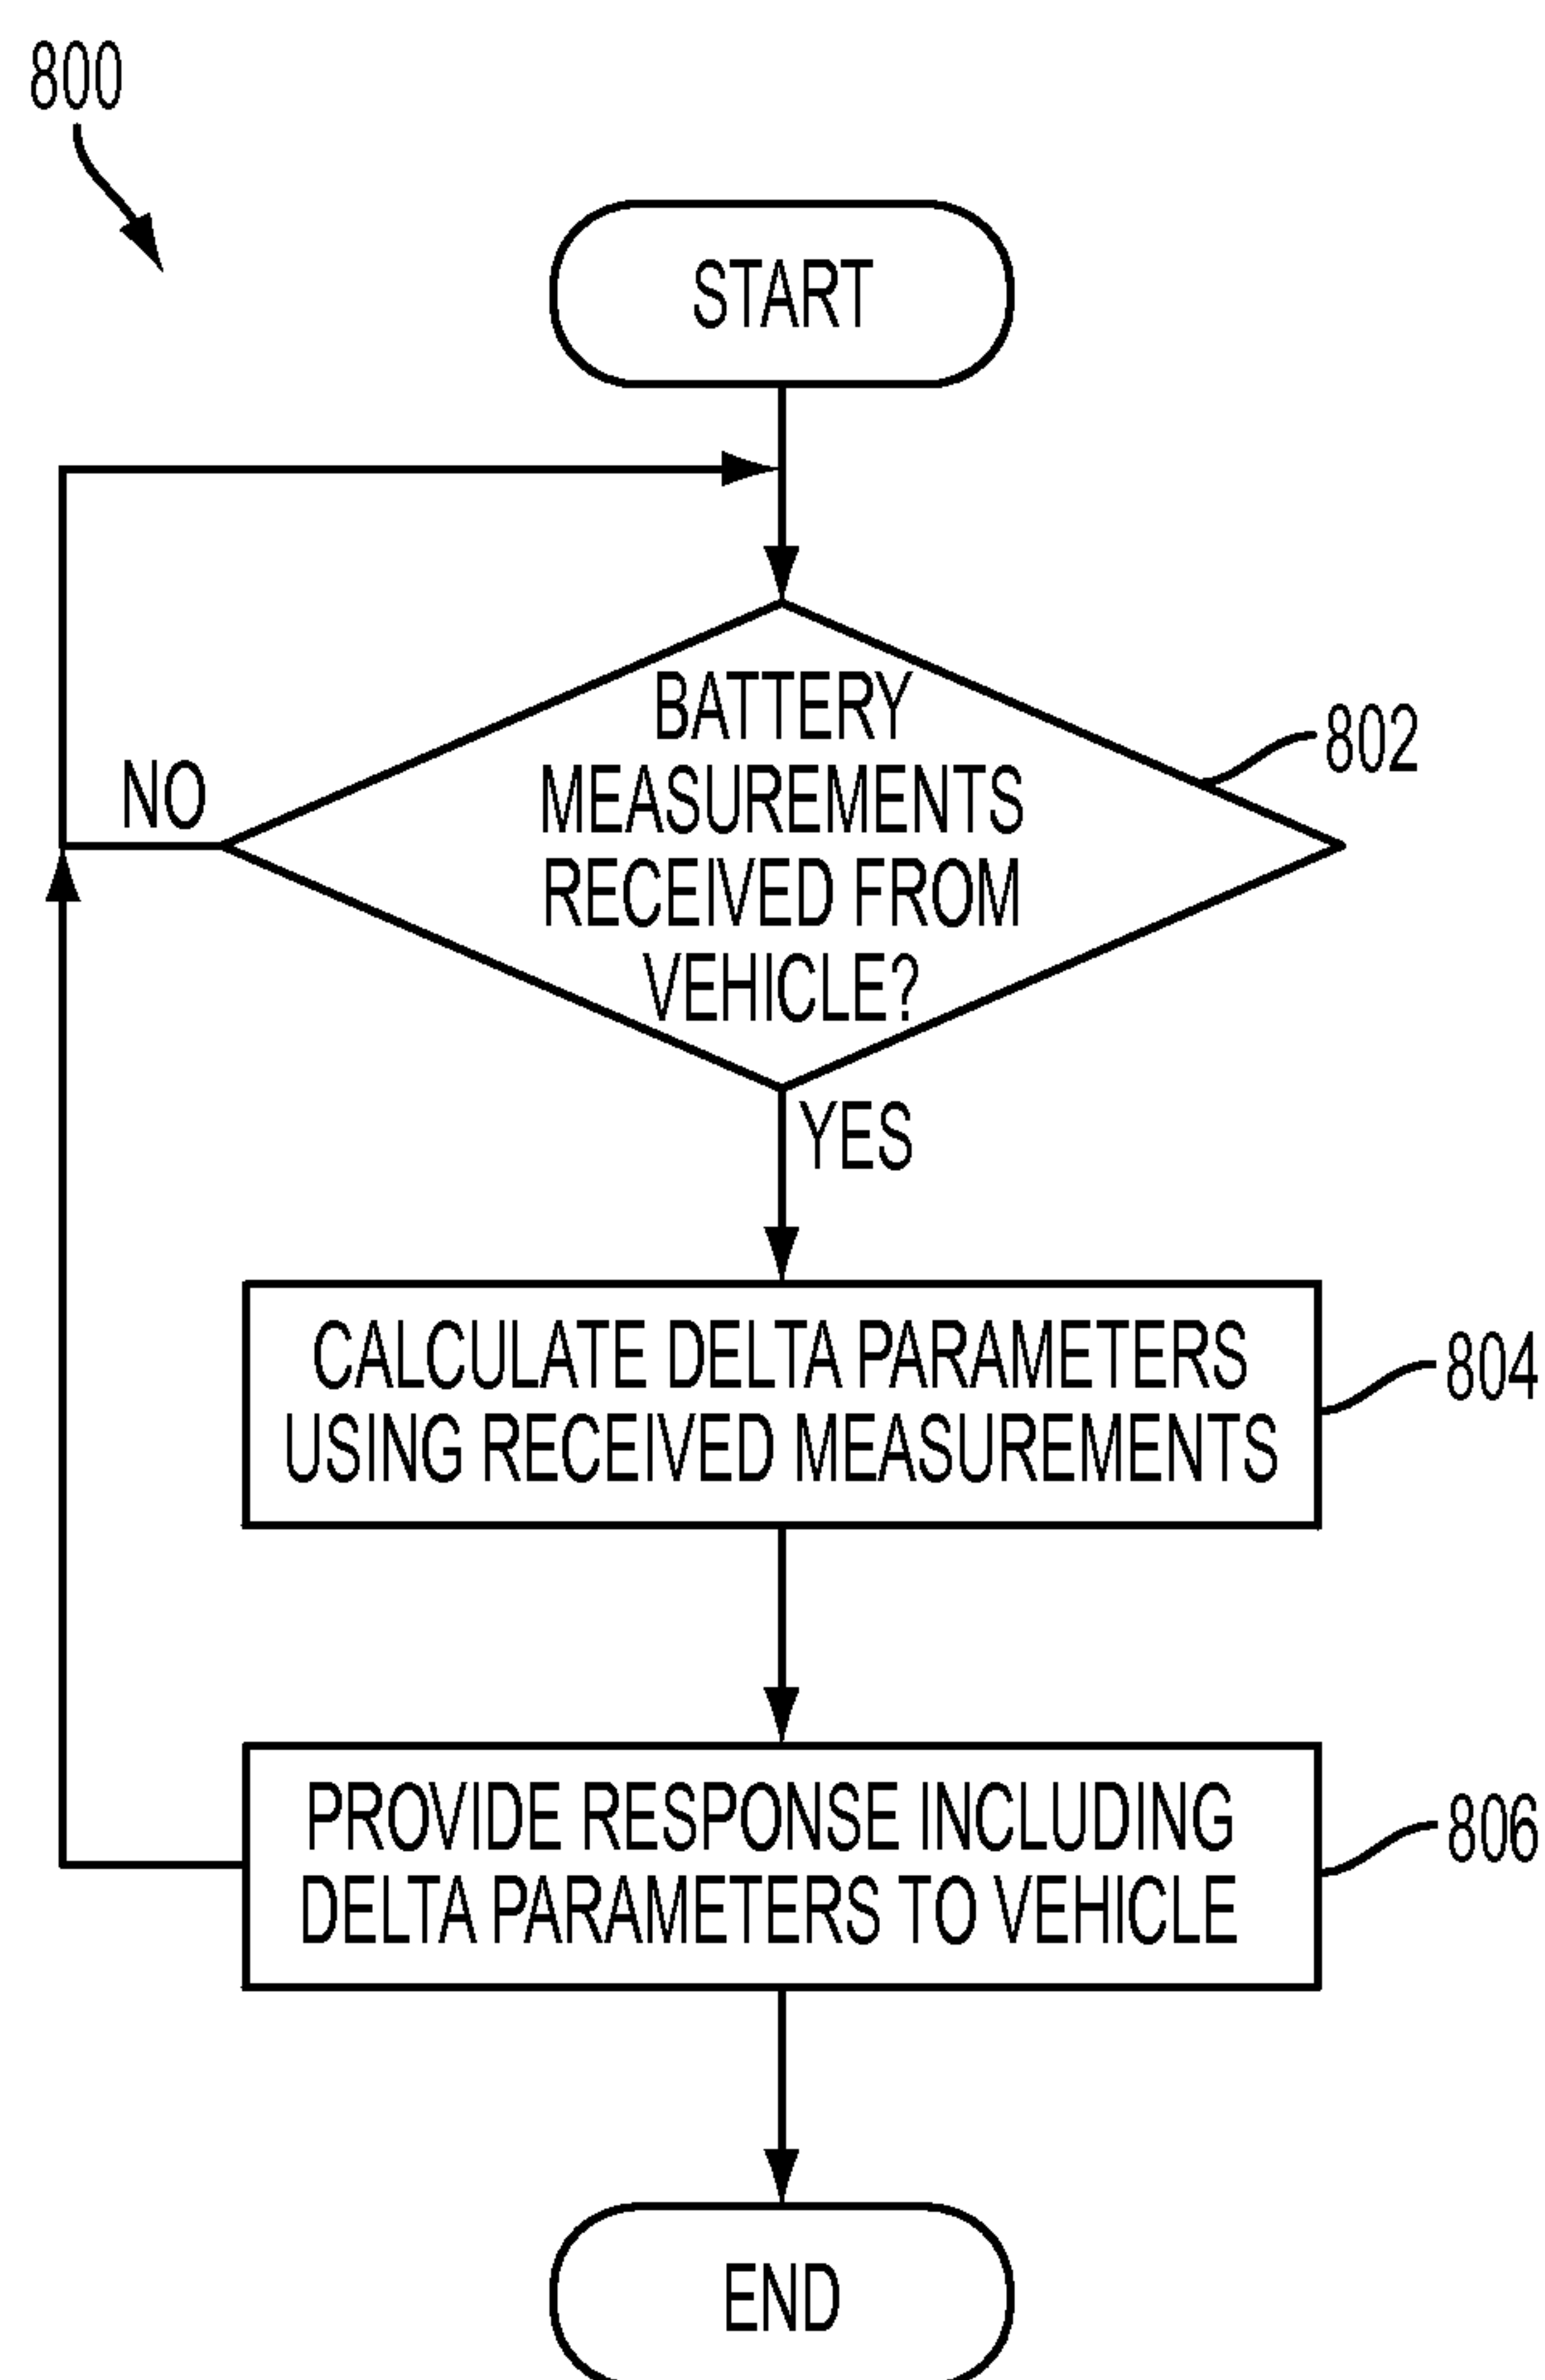 800
START
BATTERY
MEASUREMENTS
RECEIVED FROM
VEHICLE?
802
NO
YES
CALCULATE DELTA PARAMETERS
USING RECEIVED MEASUREMENTS
804
PROVIDE RESPONSE INCLUDING
DELTA PARAMETERS TO VEHICLE
806
END